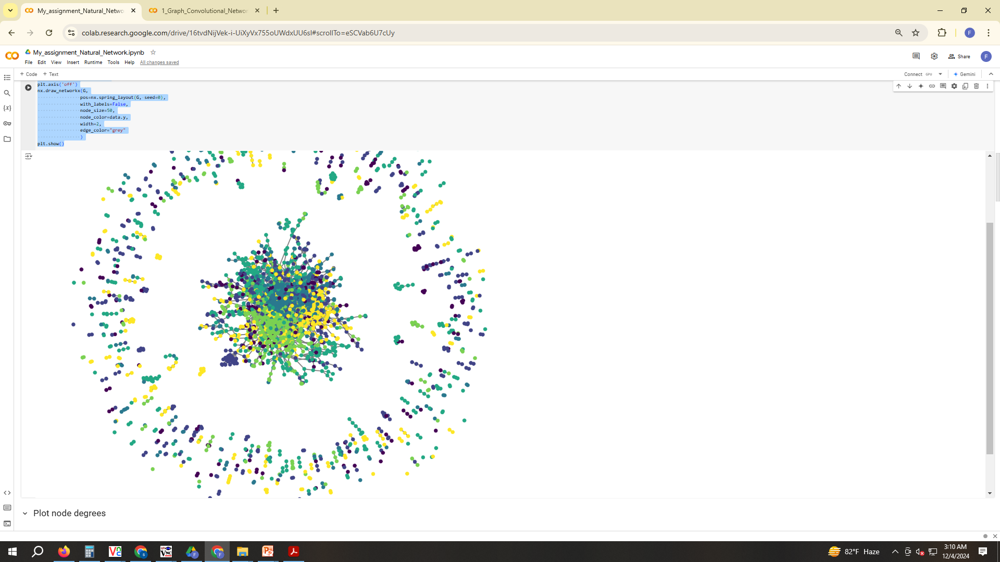 My_assignment_Natural_Netwo
1_Graph_Convolutional_Networ
colab.research.google.com/drive/16tvdNijVek-i-UiXyVx755oUWdxUU6sl#scrollTo=eSCVab6U7cUy
F
My_assignment_Natural_Network.ipynb
Share
F
File Edit View Insert Runtime Tools Help All changes saved
+ Code + Text
Connect GPU
Gemini
plt.axis('off')
nx.draw_networkx(G,
pos=nx.spring_layout(G, seed=0),
with_labels=False,
node_size=50,
node_color=data.y,
width=2,
edge_color="grey"
)
plt.show()
{x}
Plot node degrees
82°F Haze
3:10 AM
12/4/2024